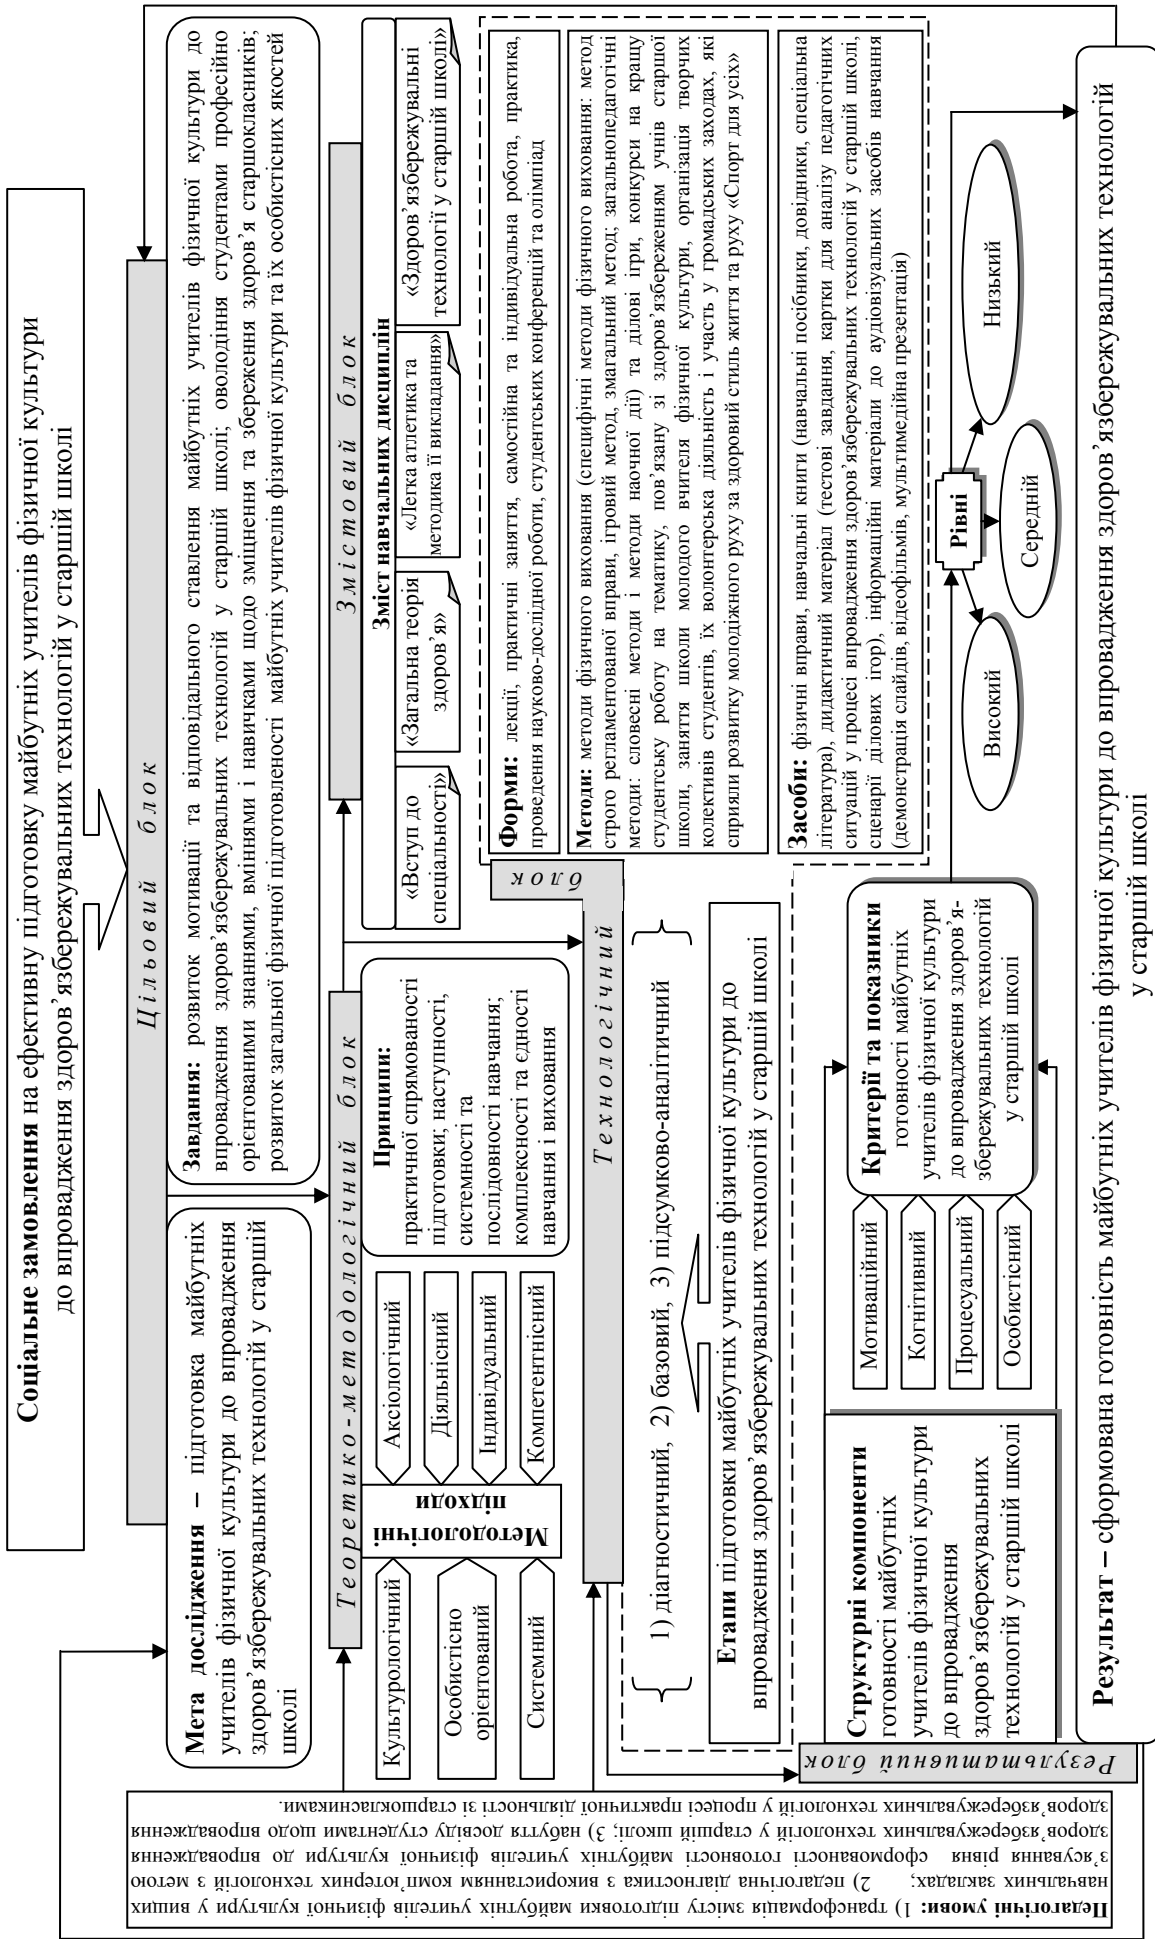 Соціальне замовлення на ефективну підготовку майбутніх учителів фізичної культури
до впровадження здоров'язбережувальних технологій у старшій школі
Цільовий блок
Мета дослідження – підготовка майбутніх
учителів фізичної культури до впровадження
здоров'язбережувальних технологій у старшій
школі
Завдання: розвиток мотивації та відповідального ставлення майбутніх учителів фізичної культури до
впровадження здоров'язбережувальних технологій у старшій школі; оволодіння студентами професійно
орієнтованими знаннями, вміннями і навичками щодо зміцнення та збереження здоров'я старшокласників;
розвиток загальної фізичної підготовленості майбутніх учителів фізичної культури та їх особистісних якостей
Теоретико-методологічний блок
Культурологічний
Особистісно
орієнтований
Системний
Методологічні
підходи
Аксіологічний
Діяльнісний
Індивідуальний
Компетентнісний
Принципи:
практичної спрямованості
підготовки; наступності,
системності та
послідовності навчання;
комплексності та єдності
навчання і виховання
Змістовий блок
Зміст навчальних дисциплін
«Вступ до
спеціальності»
«Загальна теорія
здоров'я»
«Легка атлетика та
методика її викладання»
«Здоров'язбережувальні
технології у старшій школі»
Технологічний
блок
1) діагностичний, 2) базовий, 3) підсумково-аналітичний
Етапи підготовки майбутніх учителів фізичної культури до
впровадження здоров'язбережувальних технологій у старшій школі
Форми: лекції, практичні заняття, самостійна та індивідуальна робота, практика,
проведення науково-дослідної роботи, студентських конференцій та олімпіад
Методи: методи фізичного виховання (специфічні методи фізичного виховання: метод
строго регламентованої вправи, ігровий метод, змагальний метод; загальнопедагогічні
методи: словесні методи і методи наочної дії) та ділові ігри, конкурси на кращу
студентську роботу на тематику, пов'язану зі здоров'язбереженням учнів старшої
школи, заняття школи молодого вчителя фізичної культури, організація творчих
колективів студентів, їх волонтерська діяльність і участь у громадських заходах, які
сприяли розвитку молодіжного руху за здоровий стиль життя та руху «Спорт для усіх»
Засоби: фізичні вправи, навчальні книги (навчальні посібники, довідники, спеціальна
література), дидактичний матеріал (тестові завдання, картки для аналізу педагогічних
ситуацій у процесі впровадження здоров'язбережувальних технологій у старшій школі,
сценарії ділових ігор), інформаційні матеріали до аудіовізуальних засобів навчання
(демонстрація слайдів, відеофільмів, мультимедійна презентація)
Результативний блок
Структурні компоненти
готовності майбутніх
учителів фізичної культури
до впровадження
здоров'язбережувальних
технологій у старшій школі
Мотиваційний
Когнітивний
Процесуальний
Особистісний
Критерії та показники
готовності майбутніх
учителів фізичної культури
до впровадження здоров'я-
збережувальних технологій
у старшій школі
Рівні
Високий
Середній
Низький
Результат – сформована готовність майбутніх учителів фізичної культури до впровадження здоров'язбережувальних технологій
у старшій школі
Педагогічні умови: 1) трансформація змісту підготовки майбутніх учителів фізичної культури у вищих
навчальних закладах; 2) педагогічна діагностика з використанням комп'ютерних технологій з метою
з'ясування рівня сформованості готовності майбутніх учителів фізичної культури до впровадження
здоров'язбережувальних технологій у старшій школі; 3) набуття досвіду студентами щодо впровадження
здоров'язбережувальних технологій у процесі практичної діяльності зі старшокласниками.